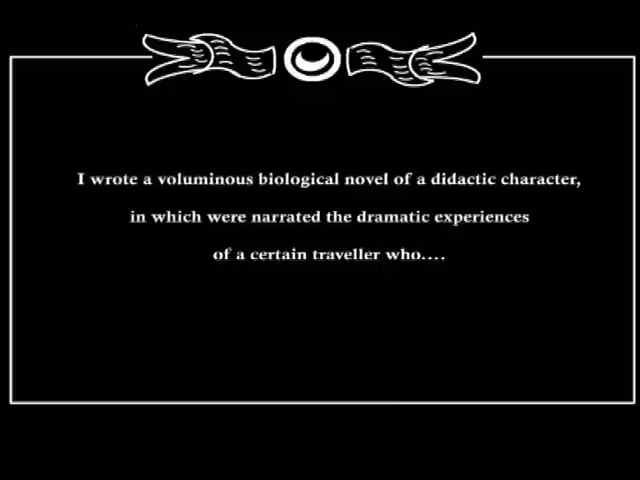 I wrote a voluminous biological novel of a didactic character,
in which were narrated the dramatic experiences
of a certain traveller who....